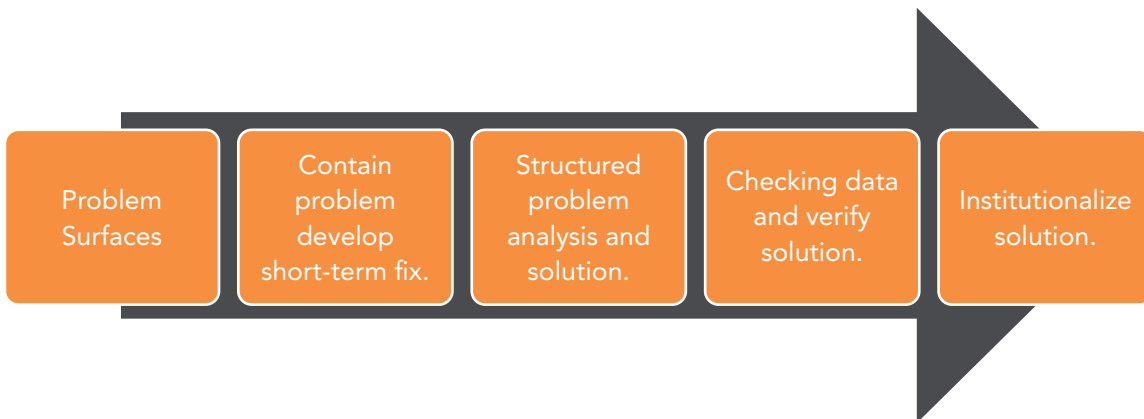 Problem
Surfaces
Contain
problem
develop
short-term fix.
Structured
problem
analysis and
solution.
Checking data
and verify
solution.
Institutionalize
solution.